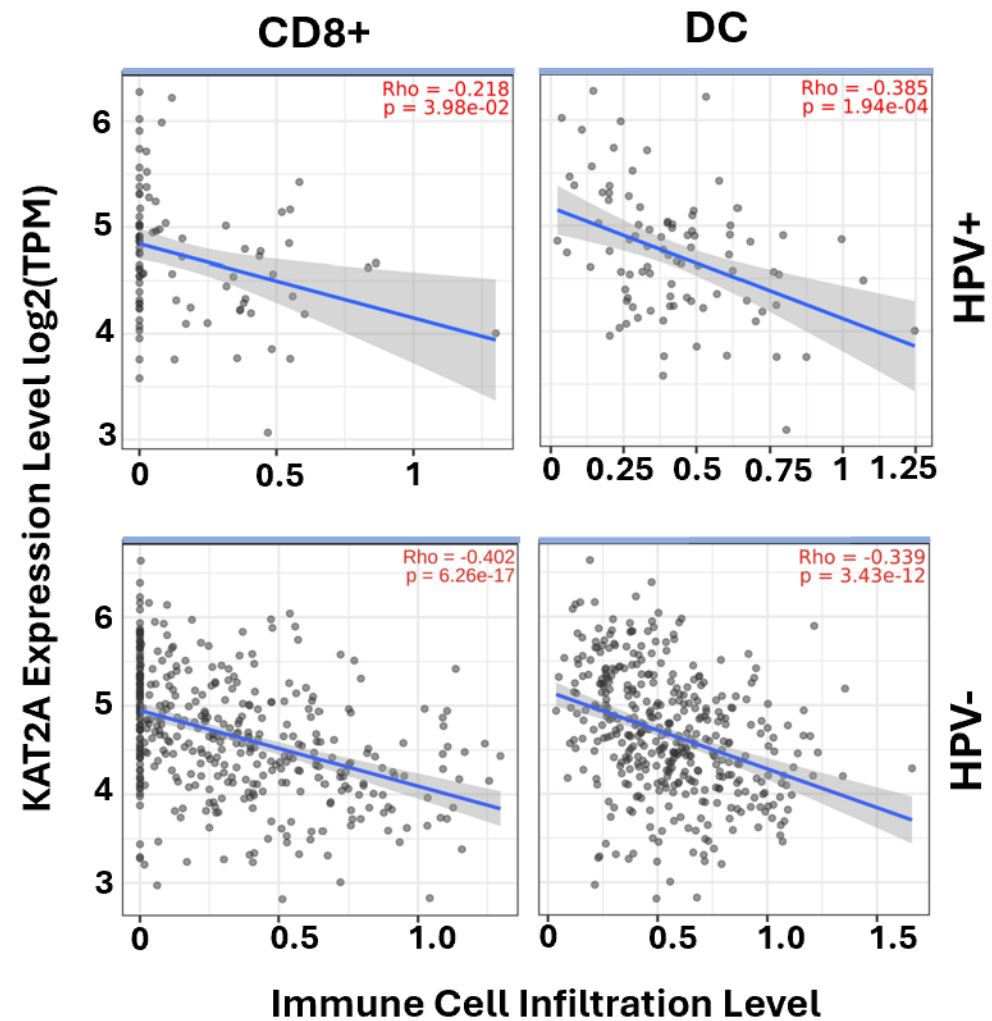 CD8+
DC
Rho = -0.218
p = 3.98e-02
Rho = -0.385
p = 1.94e-04
6
5
4
3
0
0.5
1
0
0.25
0.5
0.75
1
1.25
HPV+
KAT2A Expression Level log2(TPM)
Rho = -0.402
p = 6.26e-17
Rho = -0.339
p = 3.43e-12
6
5
4
3
0
0.5
1.0
0
0.5
1.0
1.5
HPV-
Immune Cell Infiltration Level